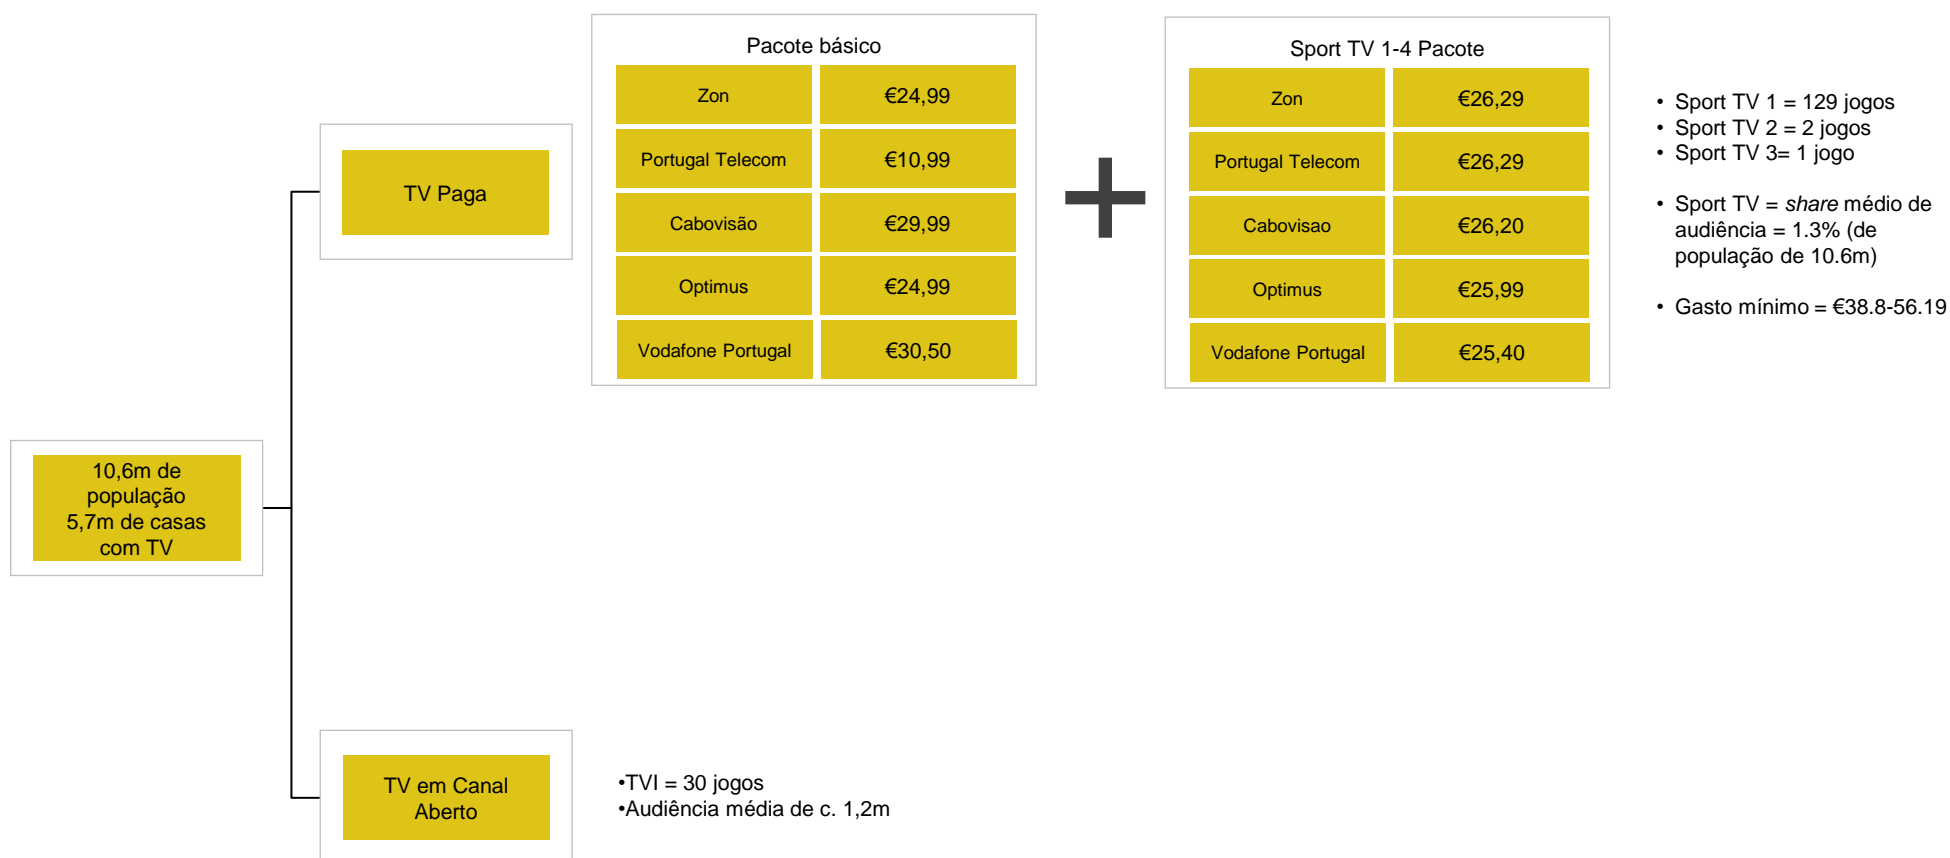 Pacote básico
Zon €24,99
Portugal Telecom €10,99
Cabovisão €29,99
Optimus €24,99
Vodafone Portugal €30,50
Sport TV 1-4 Pacote
Zon €26,29
Portugal Telecom €26,29
Cabovisao €26,20
Optimus €25,99
Vodafone Portugal €25,40
• Sport TV 1 = 129 jogos
• Sport TV 2 = 2 jogos
• Sport TV 3= 1 jogo
• Sport TV = share médio de
audiência = 1.3% (de
população de 10.6m)
• Gasto mínimo = €38.8-56.19
TV Paga
10,6m de
população
5,7m de casas
com TV
TV em Canal
Aberto
•TVI = 30 jogos
•Audiência média de c. 1,2m